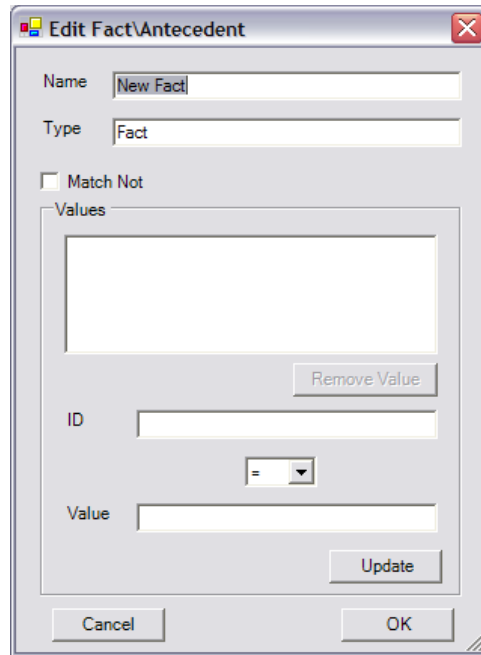 Edit Fact\Antecedent
Name New Fact
Type Fact
Match Not
Values
Remove Value
ID
=
Value
Update
Cancel OK